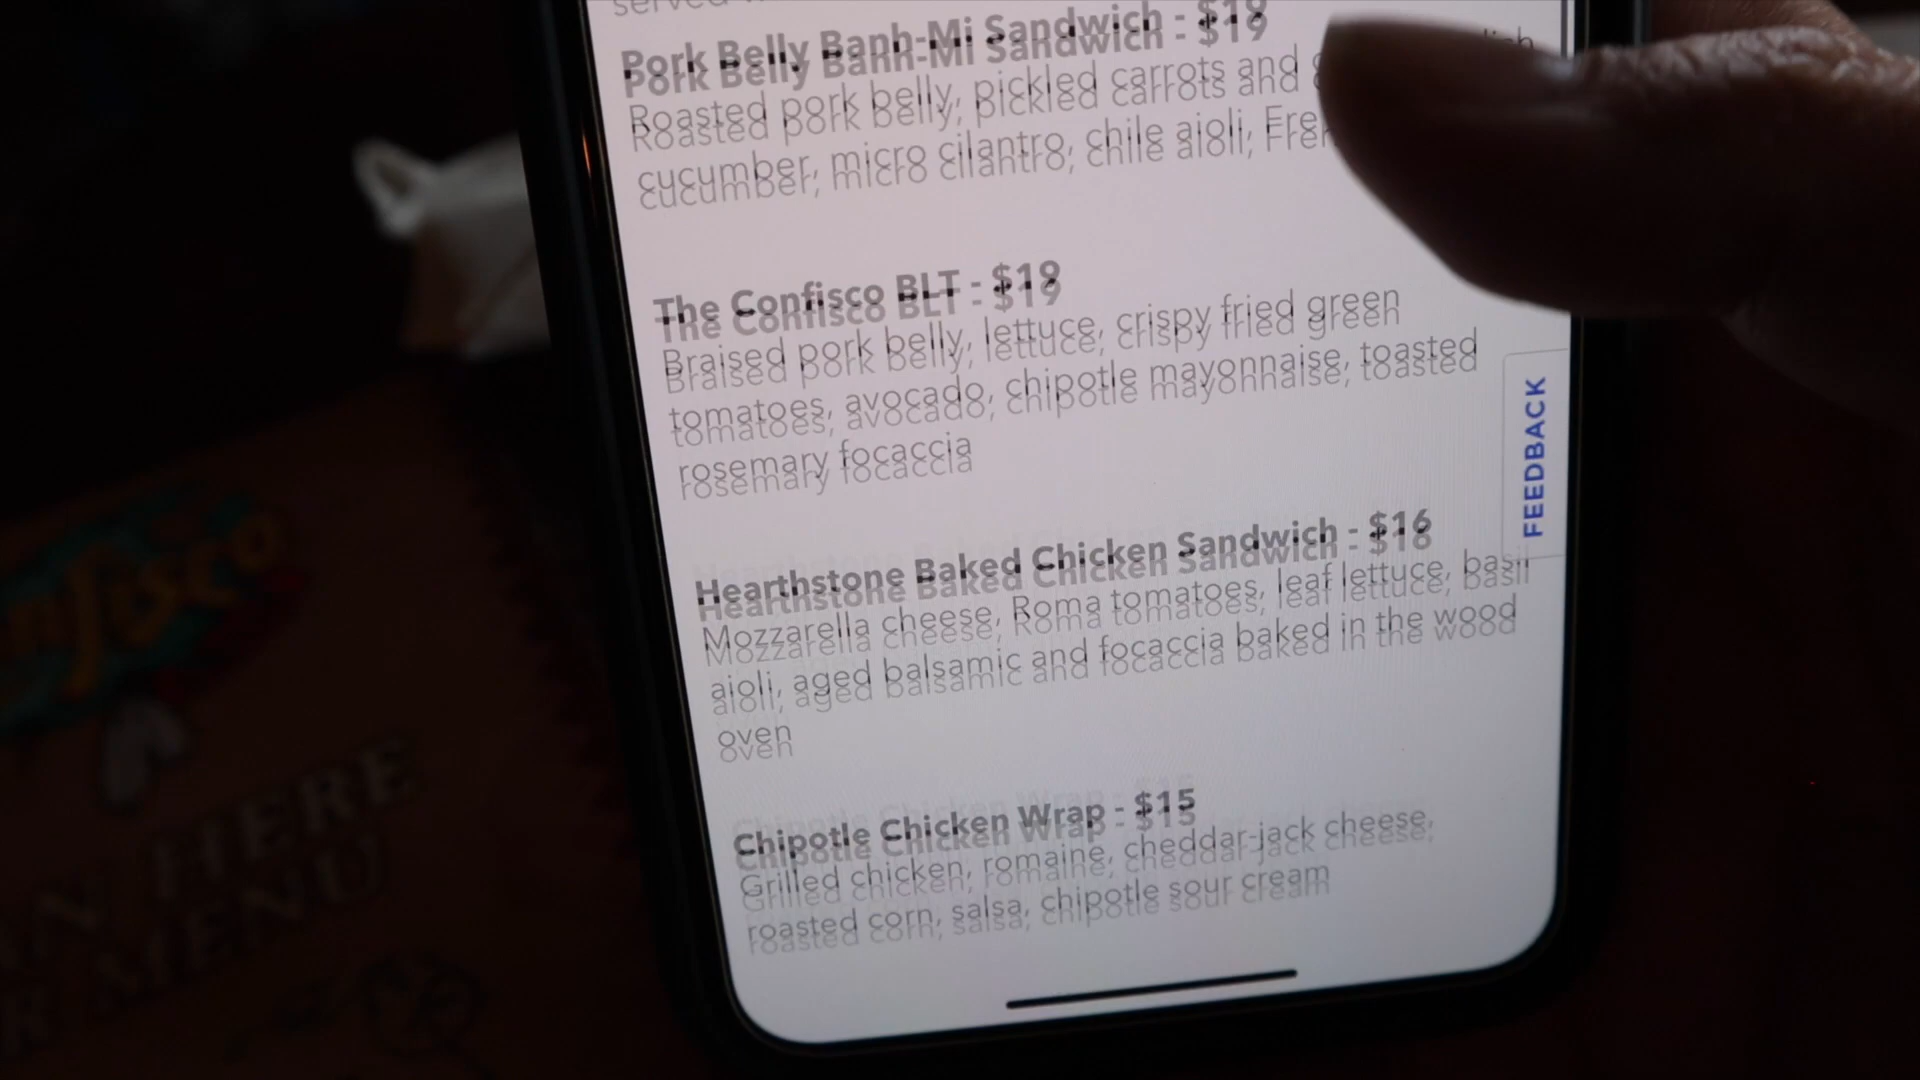 served
Pork Belly Banh-Mi Sandwich - $19
Roasted pork belly, pickled carrots and
cucumber, micro cilantro, chile aioli,
The Confisco BLT - $19
Braised pork belly, lettuce, crispy fried green
tomatoes, avocado, chipotle mayonnaise, toasted
rosemary focaccia
Hearthstone Baked Chicken Sandwich - $16
Mozzarella cheese, Roma tomatoes, leaf lettuce, basil
aioli, aged balsamic and focaccia baked in the wood
oven
Chipotle Chicken Wrap - $15
Grilled chicken, romaine, cheddar-jack cheese,
roasted corn, salsa, chipotle sour cream
FEEDBACK
HERE
MENU